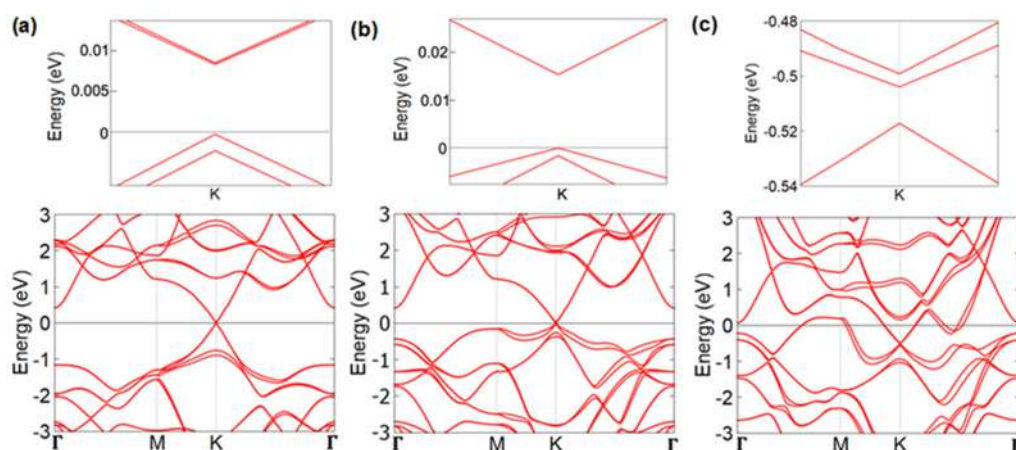 (a)
Energy (eV)
0.01
0.005
0
K
(b)
Energy (eV)
0.02
0.01
0
K
(c)
Energy (eV)
-0.48
-0.5
-0.52
-0.54
K
Energy (eV)
3
2
1
0
-1
-2
-3
Γ M K Γ
Energy (eV)
3
2
1
0
-1
-2
-3
Γ M K Γ
Energy (eV)
3
2
1
0
-1
-2
-3
Γ M K Γ